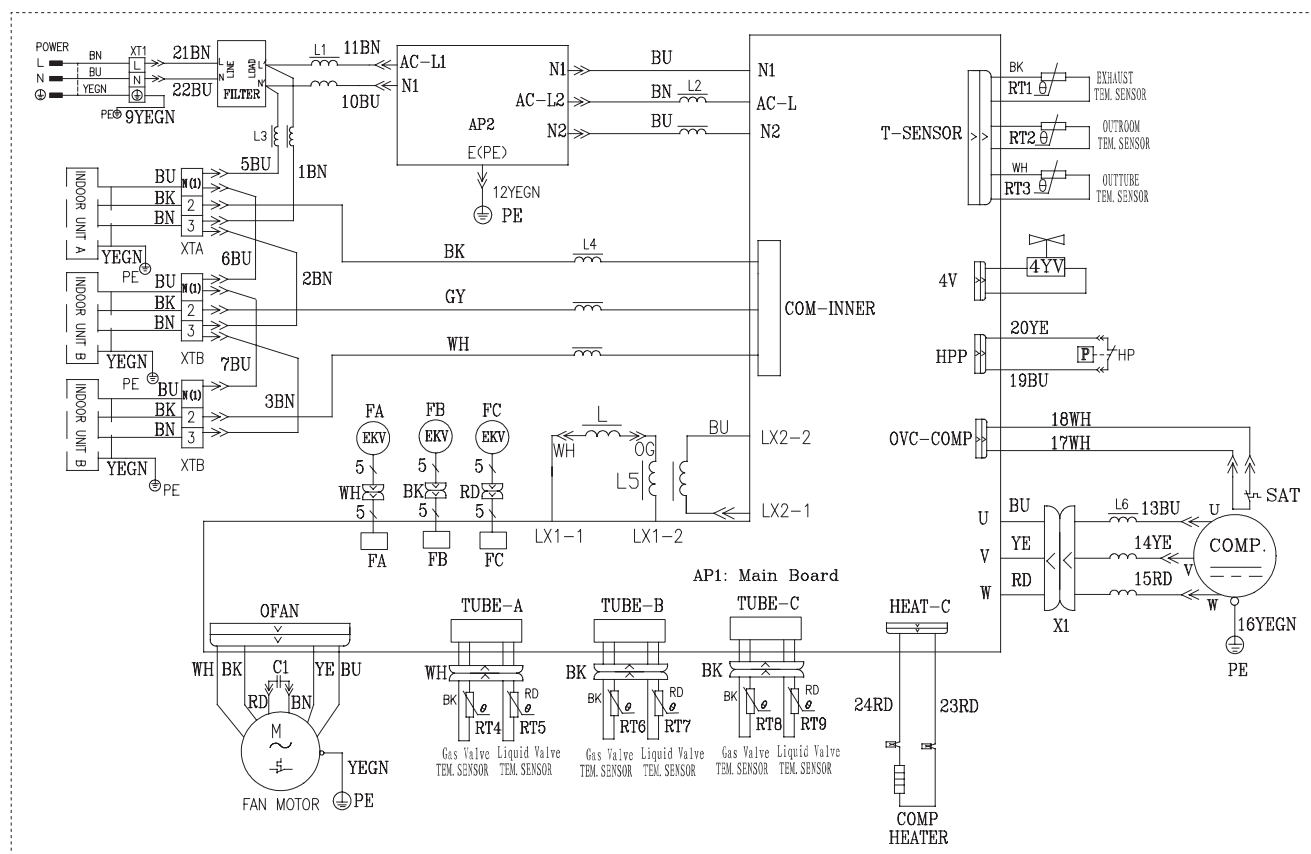 POWER
L
N
BN
BU
YEGN
XT1
L
N
21BN
22BU
PE 9YEGN
L
N
LINE
LOAD
L'
N'
FILTER
L1
11BN
10BU
L3
5BU
1BN
AC-L1
N1
AP2
E(PE)
N1
AC-L2
N2
12YEGN
PE
BU
BN
L2
BU
N1
AC-L
N2
T-SENSOR
BK
RT1
θ
EXHAUST
TEM. SENSOR
RT2
θ
OUTROOM
TEM. SENSOR
WH
RT3
θ
OUTTUBE
TEM. SENSOR
INDOOR UNIT A
BU
BK
BN
YEGN
PE
N(1)
2
3
XTA
6BU
2BN
INDOOR UNIT B
BU
BK
BN
YEGN
PE
N(1)
2
3
XTB
7BU
3BN
INDOOR UNIT B
BU
BK
BN
YEGN
PE
N(1)
2
3
XTB
BK
L4
GY
WH
COM-INNER
4V
4YV
HPP
20YE
19BU
P
HP
OVC-COMP
18WH
17WH
SAT
FA
EKV
5
WH
5
FA
FB
EKV
5
BK
5
FB
FC
EKV
5
RD
5
FC
L
WH
OG
L5
BU
LX2-2
LX2-1
LX1-1
LX1-2
U
V
W
BU
YE
RD
X1
L6
13BU
14YE
15RD
U
V
W
COMP.
16YEGN
PE
AP1: Main Board
OFAN
WH
BK
C1
YE
BU
RD
BN
M
FAN MOTOR
YEGN
PE
TUBE-A
WH
BK
θ
RT4
RD
θ
RT5
Gas Valve
TEM. SENSOR
Liquid Valve
TEM. SENSOR
TUBE-B
BK
BK
θ
RT6
RD
θ
RT7
Gas Valve
TEM. SENSOR
Liquid Valve
TEM. SENSOR
TUBE-C
BK
BK
θ
RT8
RD
θ
RT9
Gas Valve
TEM. SENSOR
Liquid Valve
TEM. SENSOR
HEAT-C
24RD
23RD
COMP
HEATER